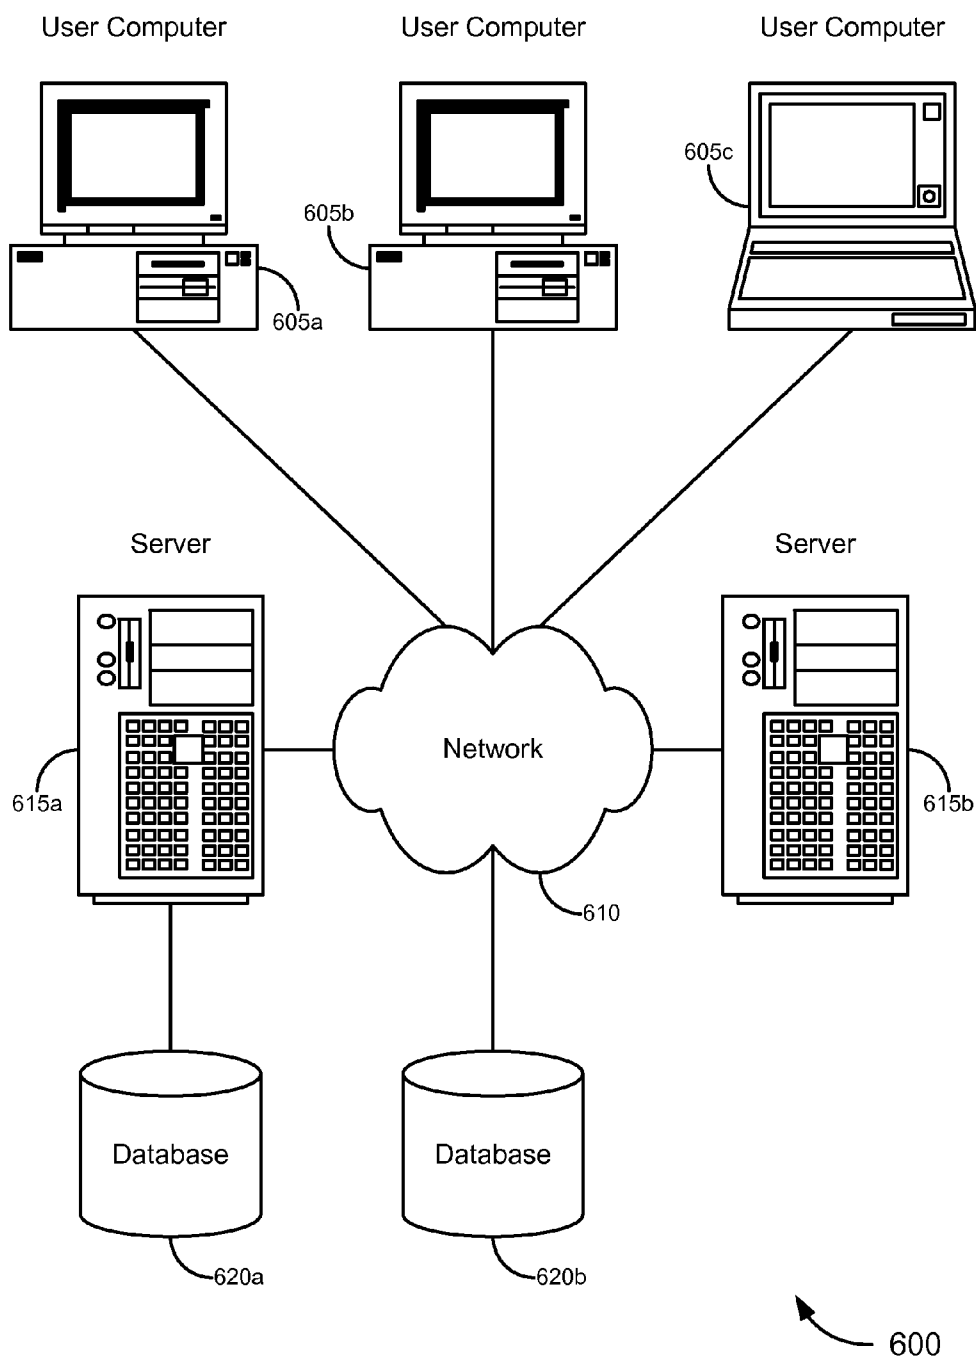 User Computer
User Computer
User Computer
605c
605b
605a
Server
Server
Network
615a
615b
610
Database
Database
620a
620b
600